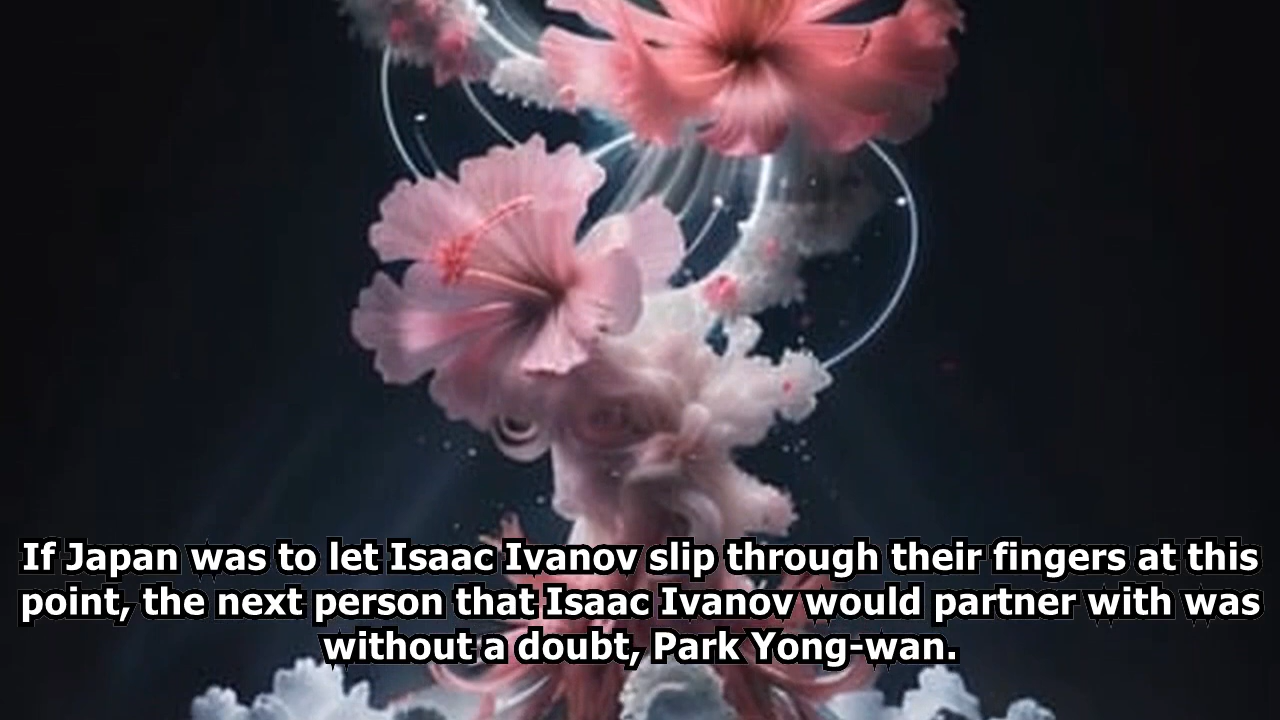 If Japan was to let Isaac Ivanov slip through their fingers at this
point, the next person that Isaac Ivanov would partner with was
without a doubt, Park Yong-wan.